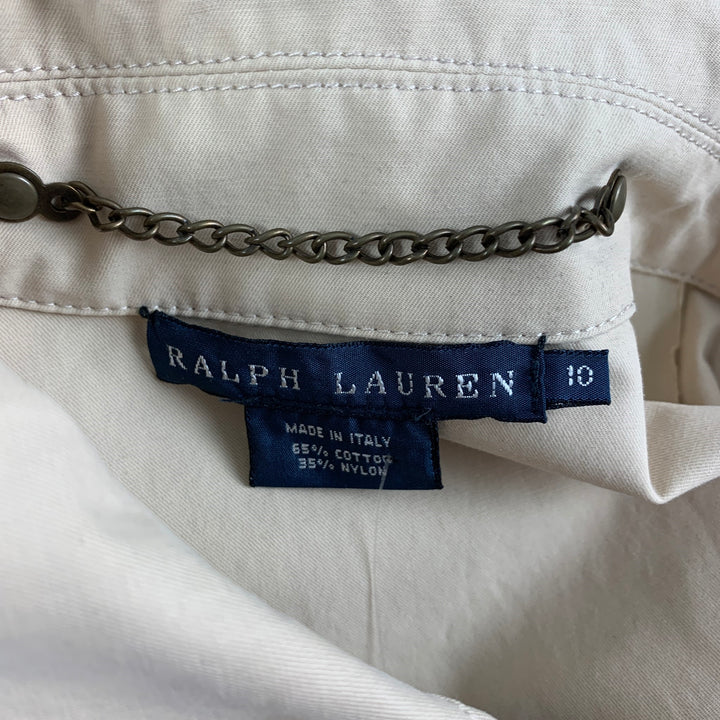 RALPH LAUREN
10
MADE IN ITALY
65% COTTON
35% NYLON